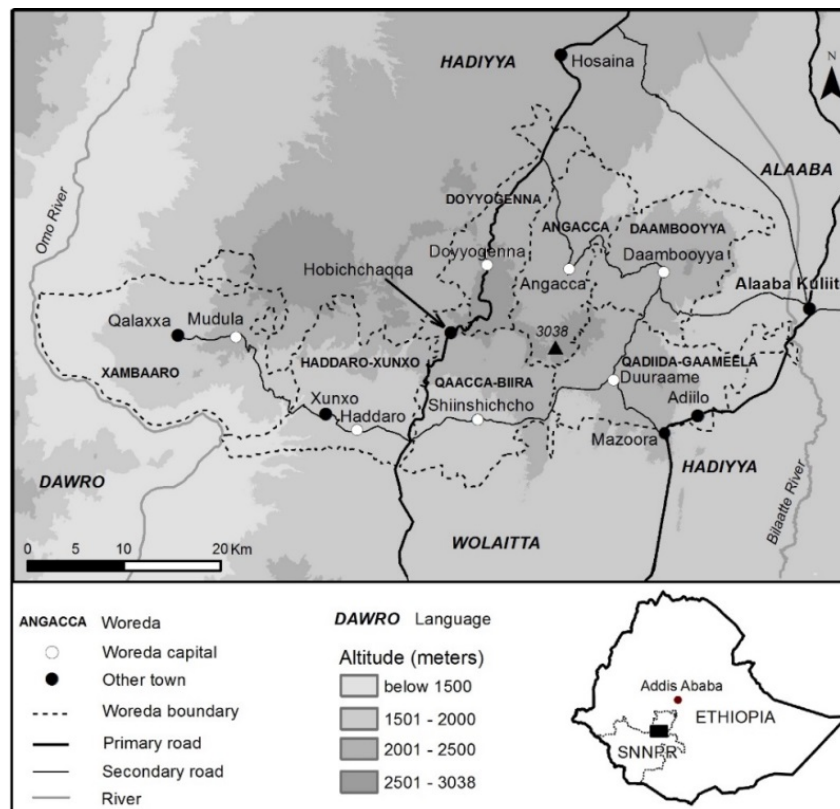 HADIYYA
Hosaina
N
ALAABA
Omo River
DOYYOGENNA
ANGACCA
DAAMBOOYYA
Hobichchaqqa
Doyyogenna
Angacca
Daambooyya
Alaaba Kuliit
3038
Qalaxxa
Mudula
XAMBAARO
HADDARO-XUNXO
QAACCA-BIIRA
QADIIDA-GAAMEELA
Duuraame
Xunxo
Haddaro
Shiinshichcho
Adiilo
Mazoora
HADIYYA
DAWRO
Bilaatte River
WOLAITTA
0 10 20 Km
ANGACCA Woreda
Woreda capital
Other town
Woreda boundary
Primary road
Secondary road
River
DAWRO Language
Altitude (meters)
below 1500
1501 - 2000
2001 - 2500
2501 - 3038
Addis Ababa
ETHIOPIA
SNNPR